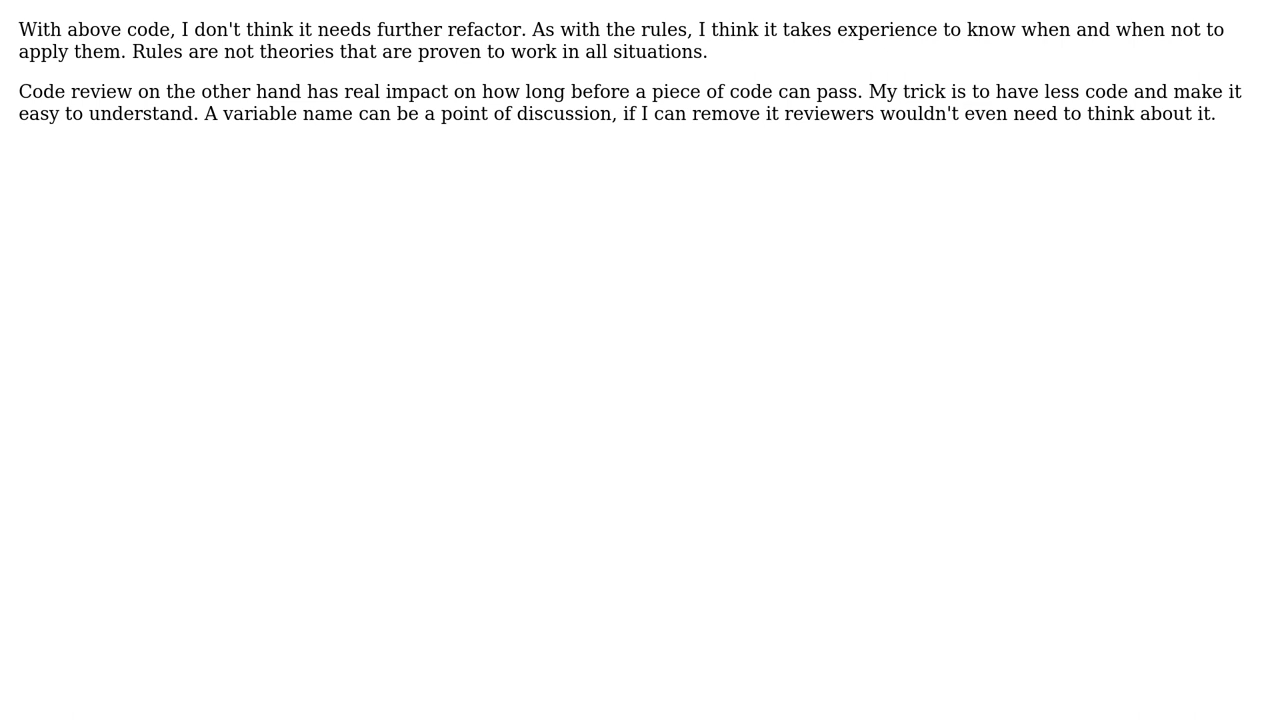 With above code, I don't think it needs further refactor. As with the rules, I think it takes experience to know when and when not to
apply them. Rules are not theories that are proven to work in all situations.
Code review on the other hand has real impact on how long before a piece of code can pass. My trick is to have less code and make it
easy to understand. A variable name can be a point of discussion, if I can remove it reviewers wouldn't even need to think about it.